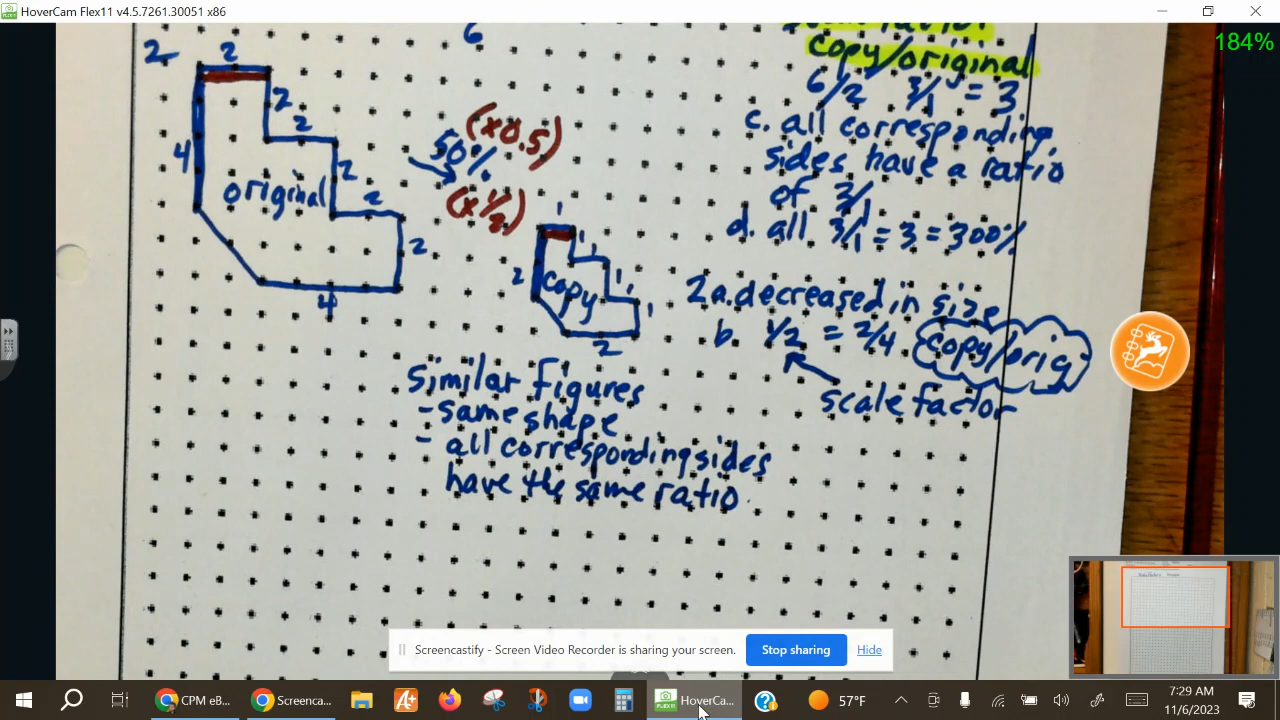 HoverCam Flex11 v4.5.7261.30051 x86
184%
6
copy/original
6/2 3/1 = 3
c. all corresponding
sides have a ratio
of 3/1
d. all 3/1 = 3 = 300%
2 2
2
2
2
2
2
4
4
original
(x0.5)
50%
(x1/2)
1
1
1
1
1
1
2
2
copy
2a. decreased in size
b. 1/2 = 2/4 copy/orig
scale factor
Similar Figures
- same shape
- all corresponding sides
have the same ratio.
Screencastify - Screen Video Recorder is sharing your screen.
Stop sharing
Hide
CPM eB...
Screenca...
HoverCa...
57°F
7:29 AM
11/6/2023